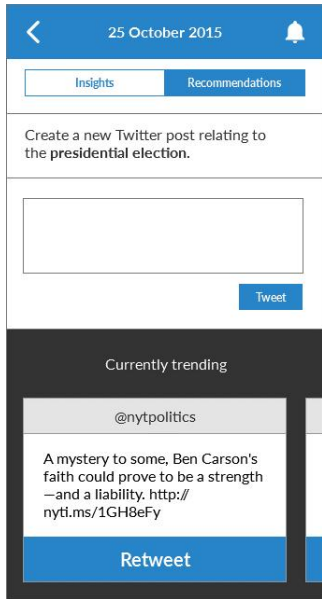 25 October 2015
Insights
Recommendations
Create a new Twitter post relating to
the presidential election.
Tweet
Currently trending
@nytpolitics
A mystery to some, Ben Carson's
faith could prove to be a strength
—and a liability. http://
nyti.ms/1GH8eFy
Retweet